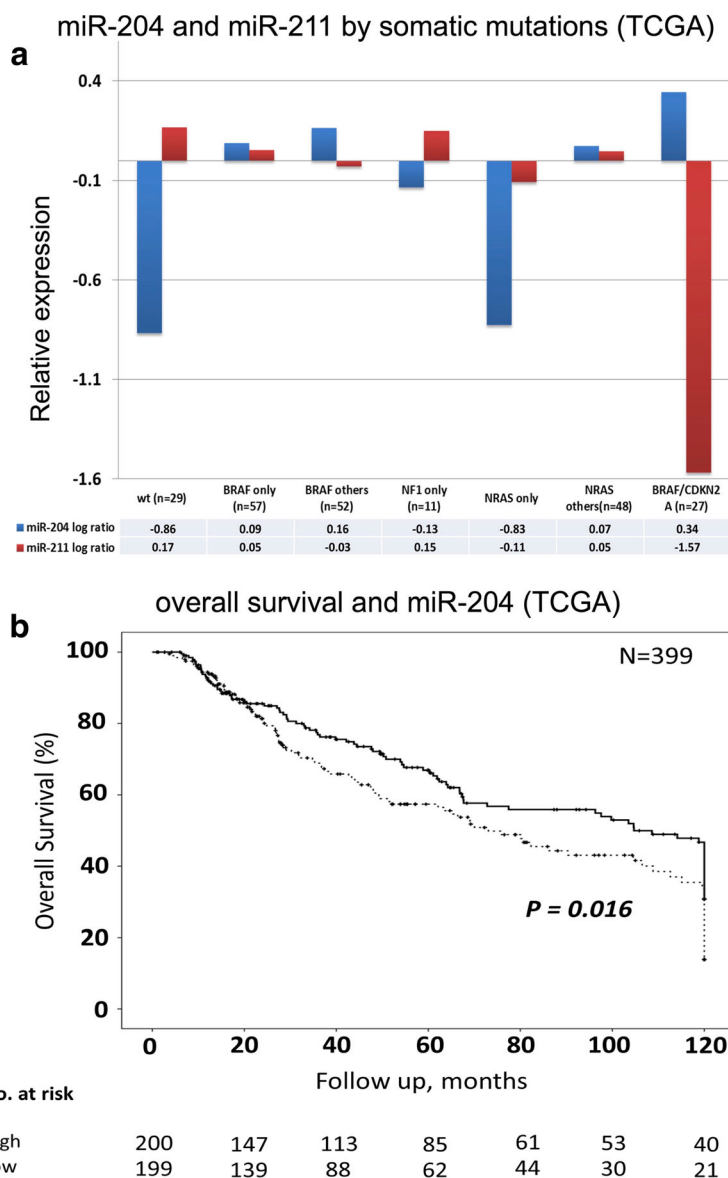 miR-204 and miR-211 by somatic mutations (TCGA)
a
Relative expression
0.4
-0.1
-0.6
-1.1
-1.6
wt (n=29) BRAF only (n=57) BRAF others (n=52) NF1 only (n=11) NRAS only NRAS others(n=48) BRAF/CDKN2 A (n=27)
miR-204 log ratio -0.86 0.09 0.16 -0.13 -0.83 0.07 0.34
miR-211 log ratio 0.17 0.05 -0.03 0.15 -0.11 0.05 -1.57
overall survival and miR-204 (TCGA)
b
N=399
Overall Survival (%)
100
80
60
40
20
0
P = 0.016
0 20 40 60 80 100 120
Follow up, months
o. at risk
gh 200 147 113 85 61 53 40
ow 199 139 88 62 44 30 21